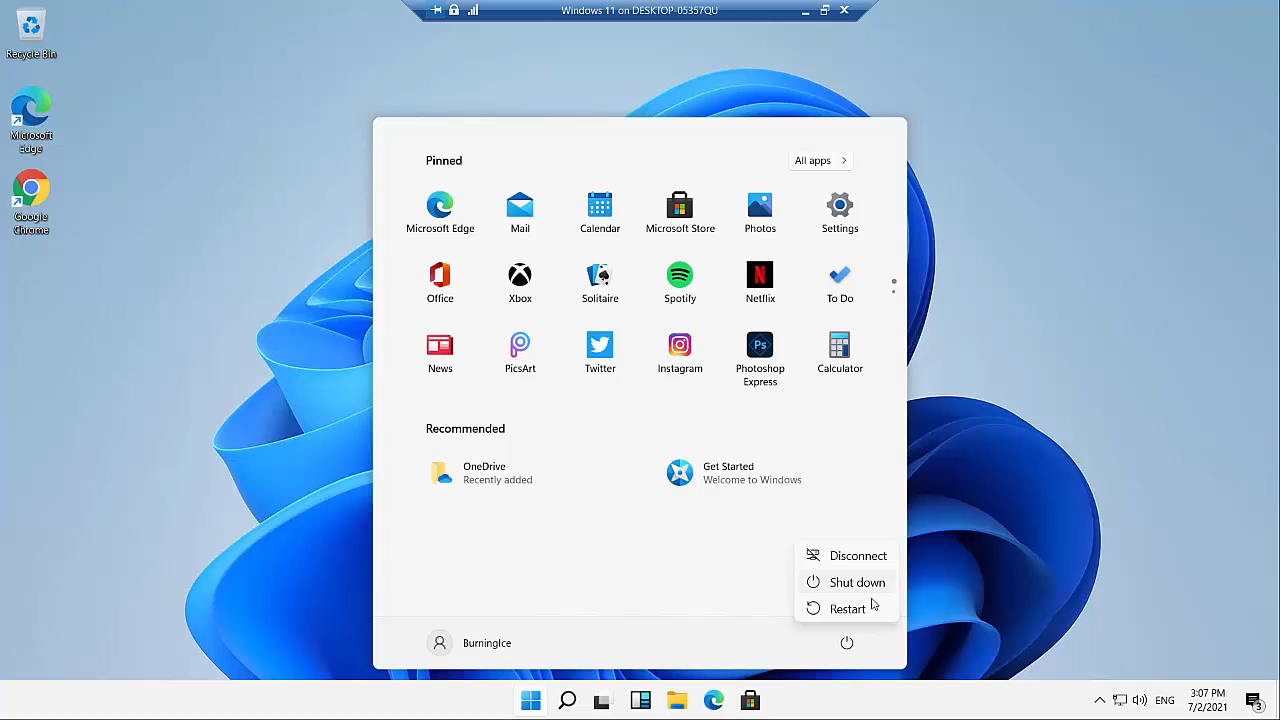 Windows 11 on DESKTOP-05357QU
Recycle Bin
Microsoft
Edge
Google
Chrome
Pinned
All apps
Microsoft Edge
Mail
Calendar
Microsoft Store
Photos
Settings
Office
Xbox
Solitaire
Spotify
Netflix
To Do
News
PicsArt
Twitter
Instagram
Ps
Photoshop
Express
Calculator
Recommended
OneDrive
Recently added
Get Started
Welcome to Windows
Disconnect
Shut down
Restart
BurningIce
ENG
3:07 PM
7/2/2021
3